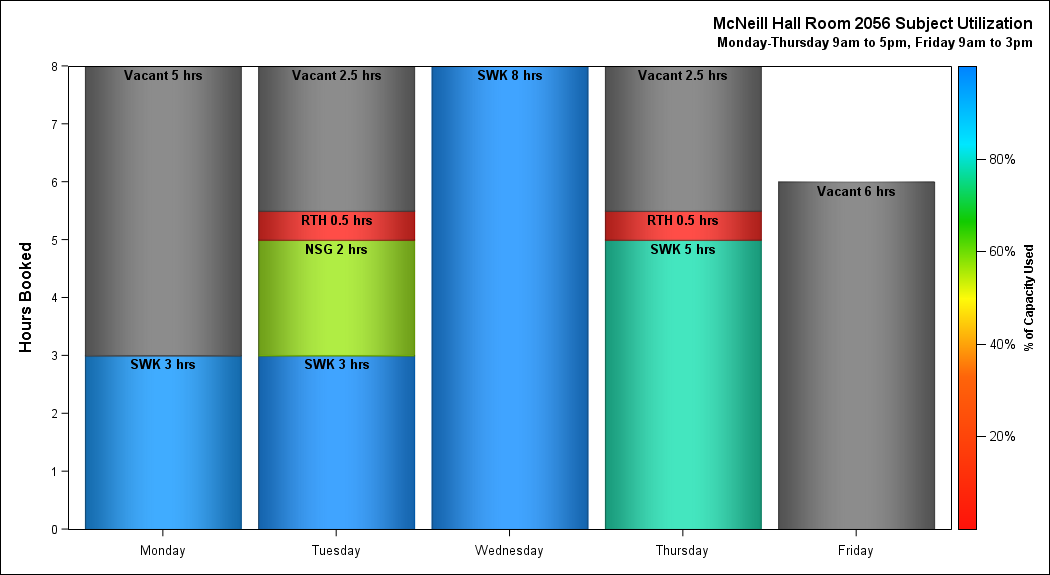 McNeill Hall Room 2056 Subject Utilization
Monday-Thursday 9am to 5pm, Friday 9am to 3pm
Hours Booked
8
7
6
5
4
3
2
1
0
Vacant 5 hrs
SWK 3 hrs
Vacant 2.5 hrs
RTH 0.5 hrs
NSG 2 hrs
SWK 3 hrs
SWK 8 hrs
Vacant 2.5 hrs
RTH 0.5 hrs
SWK 5 hrs
Vacant 6 hrs
Monday
Tuesday
Wednesday
Thursday
Friday
80%
60%
40%
20%
% of Capacity Used